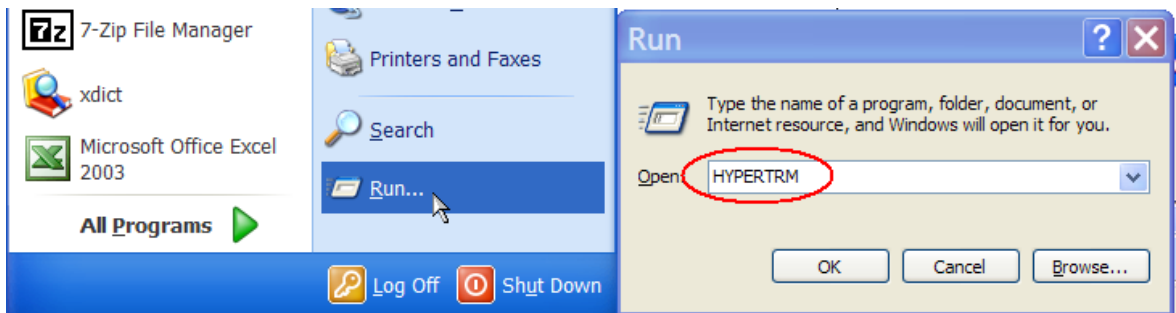 7z 7-Zip File Manager
xdict
Microsoft Office Excel
2003
All Programs
Printers and Faxes
Search
Run...
Log Off
Shut Down
Run
Type the name of a program, folder, document, or
Internet resource, and Windows will open it for you.
Open: HYPERTRM
OK
Cancel
Browse...